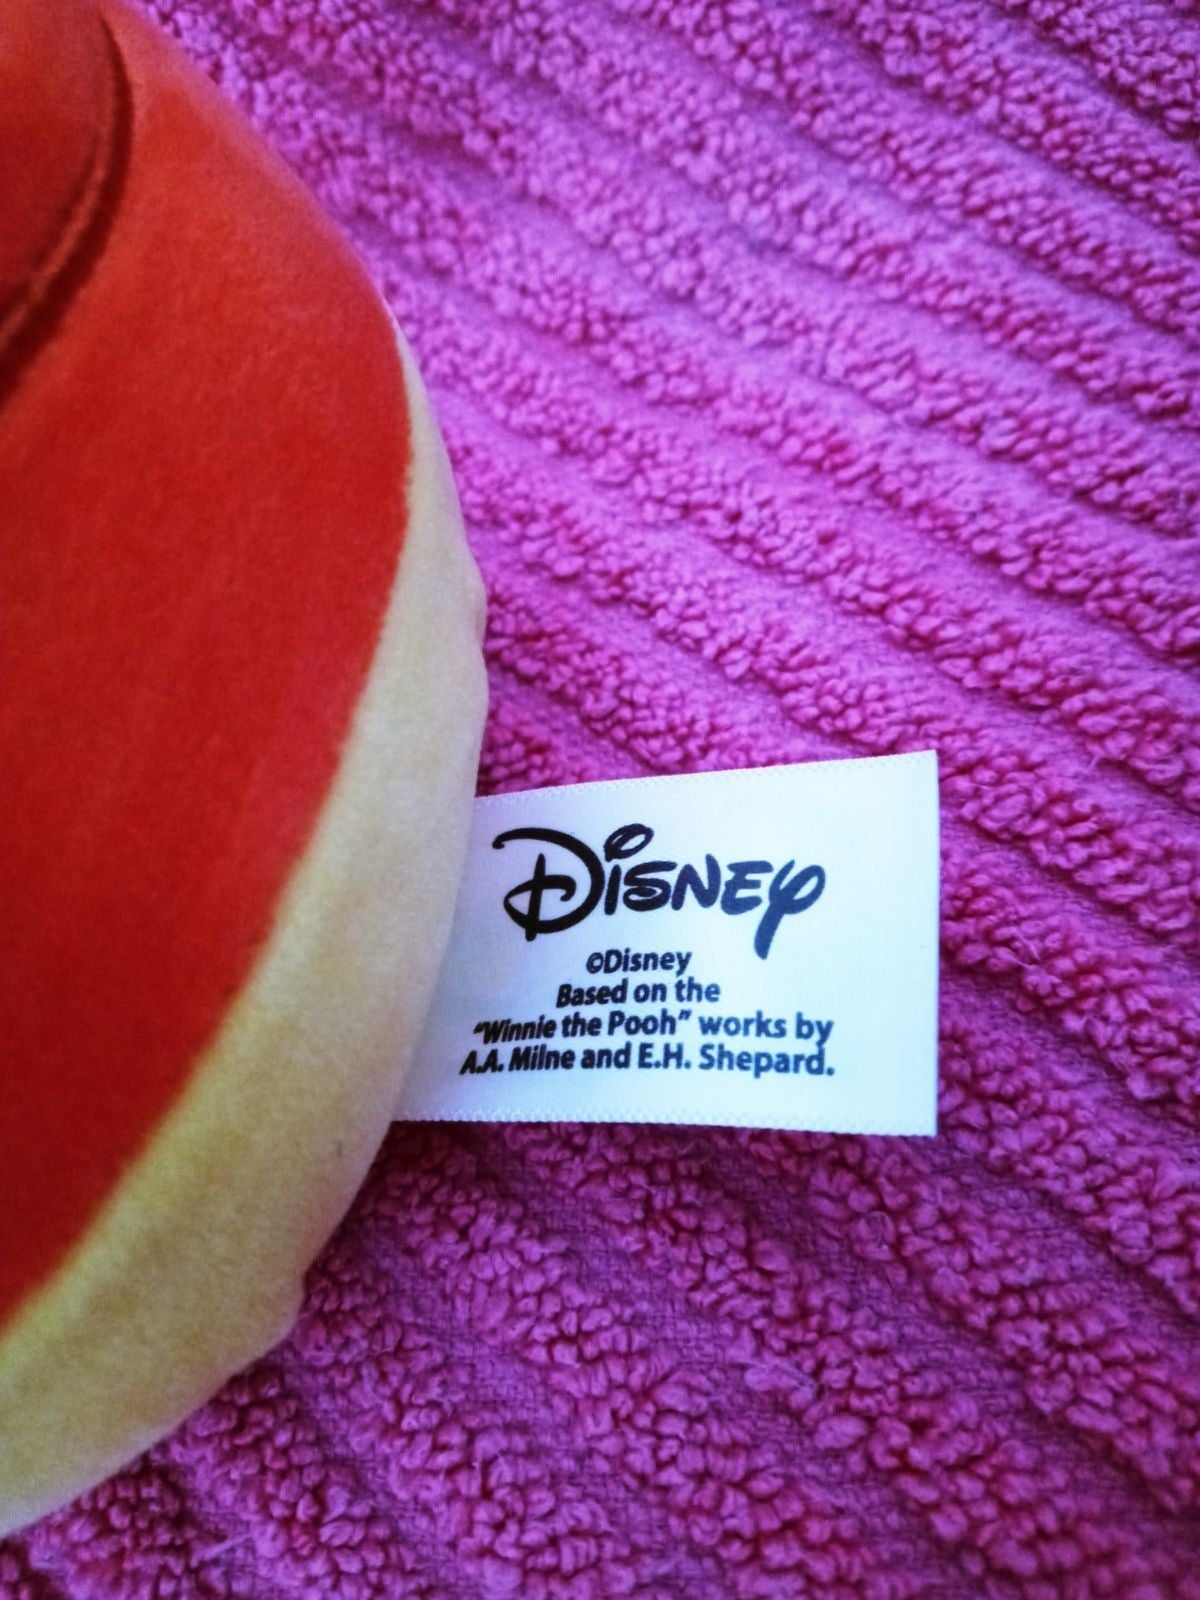 Disney
©Disney
Based on the
“Winnie the Pooh” works by
A.A. Milne and E.H. Shepard.